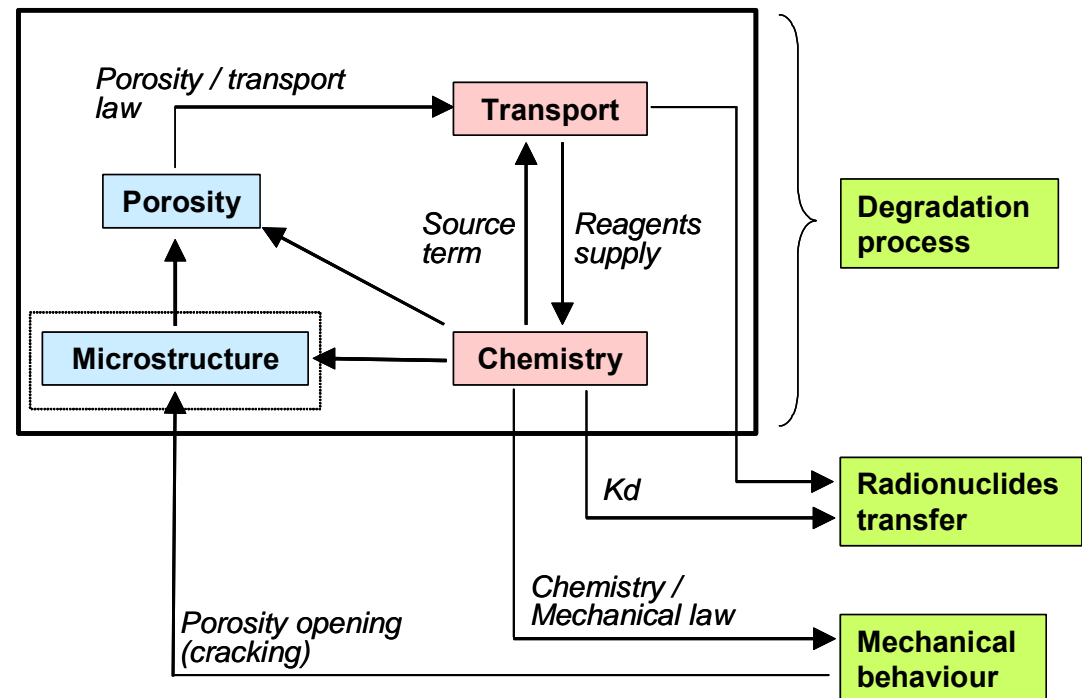 Porosity / transport
law
Transport
Porosity
Source
term
Reagents
supply
Degradation
process
Microstructure
Chemistry
Kd
Radionuclides
transfer
Chemistry /
Mechanical law
Porosity opening
(cracking)
Mechanical
behaviour